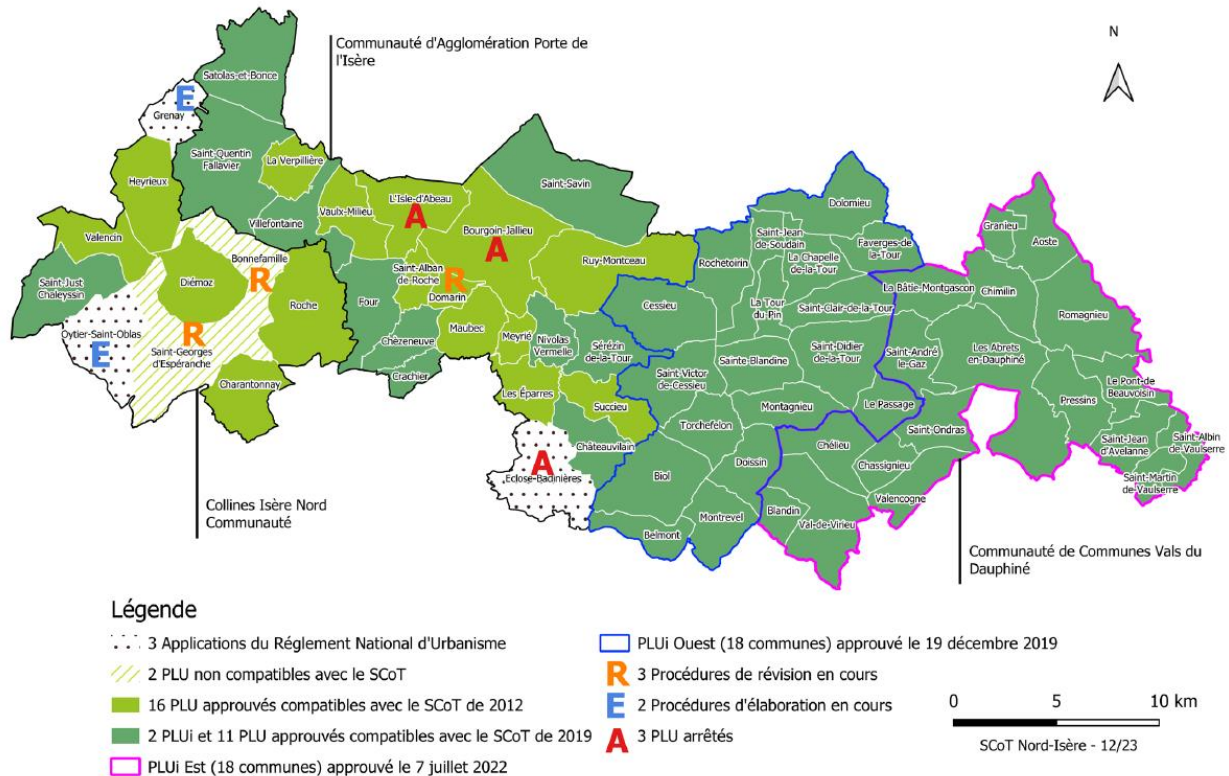 Communauté d'Agglomération Porte de
l'Isère
N
Satolas-et-Bonce
E
Grenay
Saint-Quentin
Fallavier
La Verpillière
Heyrieux
Saint-Savin
L'Isle-d'Abeau
A
Villefontaine
Vaulx-Milieu
Dolomieu
Bourgoin-Jallieu
A
Valencin
Bonnefamille
R
Saint-Jean
de-Soudain
Granieu
Aoste
Faverges-de
la-Tour
Rochetoirin
La Chapelle
de-la-Tour
Ruy-Montceau
Saint-Alban
de-Roche
R
Domarin
Diémoz
Saint-Just
Chaleyssin
Four
Roche
La Bâtie-Montgascon
Chimilin
Romagnieu
Cessieu
La Tour
du-Pin
Saint-Clair-de-la-Tour
Oytier-Saint-Oblas
E
R
Saint-Georges
d'Espéranche
Maubec
Meyrié
Nivolas
Vermelle
Sérézin
de-la-Tour
Chèzeneuve
Crachier
Sainte-Blandine
Saint-Didier
de-la-Tour
Saint-André
le-Gaz
Les Abrets
en-Dauphiné
Saint-Victor
de-Cessieu
Charantonnay
Les Éparres
Succieu
Montagnieu
Le Passage
Pressins
Le Pont-de
Beauvoisin
Torchefelon
Châteauvilain
Saint-Ondras
Chélieu
Saint-Jean
d'Avelanne
Saint-Albin
de-Vaulserre
A
Eclose-Badinières
Biol
Doissin
Chassignieu
Saint-Martin
de-Vaulserre
Valencogne
Montrevel
Blandin
Val-de-Virieu
Belmont
Collines Isère Nord
Communauté
Communauté de Communes Vals du
Dauphiné
Légende
3 Applications du Réglement National d'Urbanisme
2 PLU non compatibles avec le SCoT
16 PLU approuvés compatibles avec le SCoT de 2012
2 PLUi et 11 PLU approuvés compatibles avec le SCoT de 2019
PLUi Est (18 communes) approuvé le 7 juillet 2022
PLUi Ouest (18 communes) approuvé le 19 décembre 2019
R 3 Procédures de révision en cours
E 2 Procédures d'élaboration en cours
A 3 PLU arrêtés
0 5 10 km
SCoT Nord-Isère - 12/23